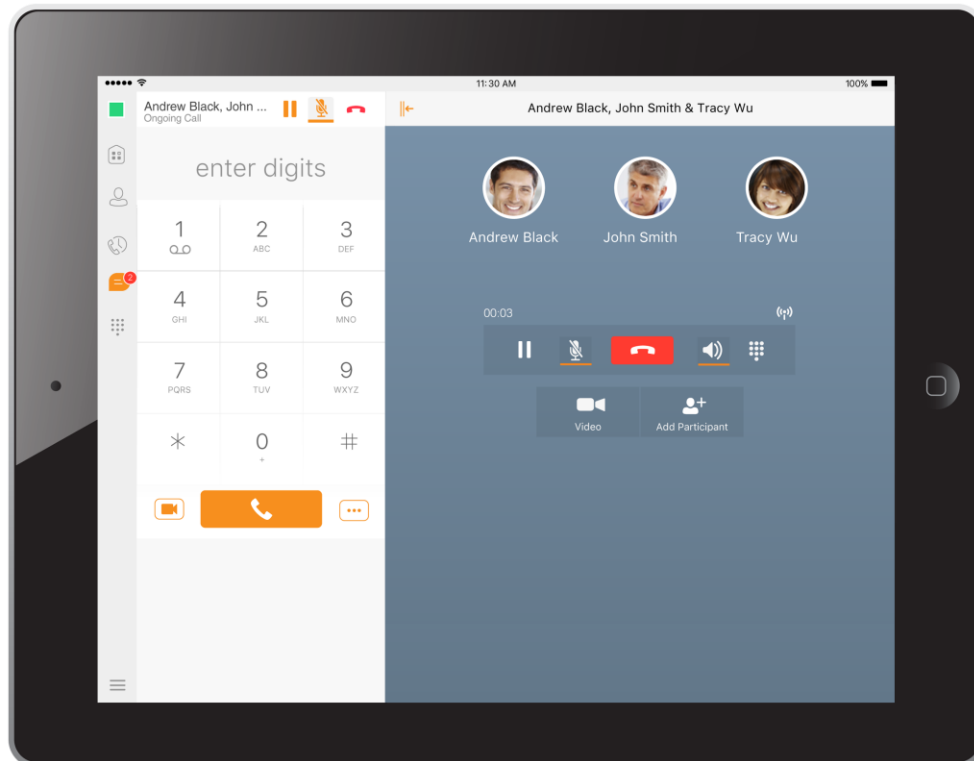 11:30 AM
100%
Andrew Black, John ...
Ongoing Call
Andrew Black, John Smith & Tracy Wu
enter digits
1
2
ABC
3
DEF
4
GHI
5
JKL
6
MNO
7
PQRS
8
TUV
9
WXYZ
*
0
+
#
2
Andrew Black
John Smith
Tracy Wu
00:03
Video
Add Participant